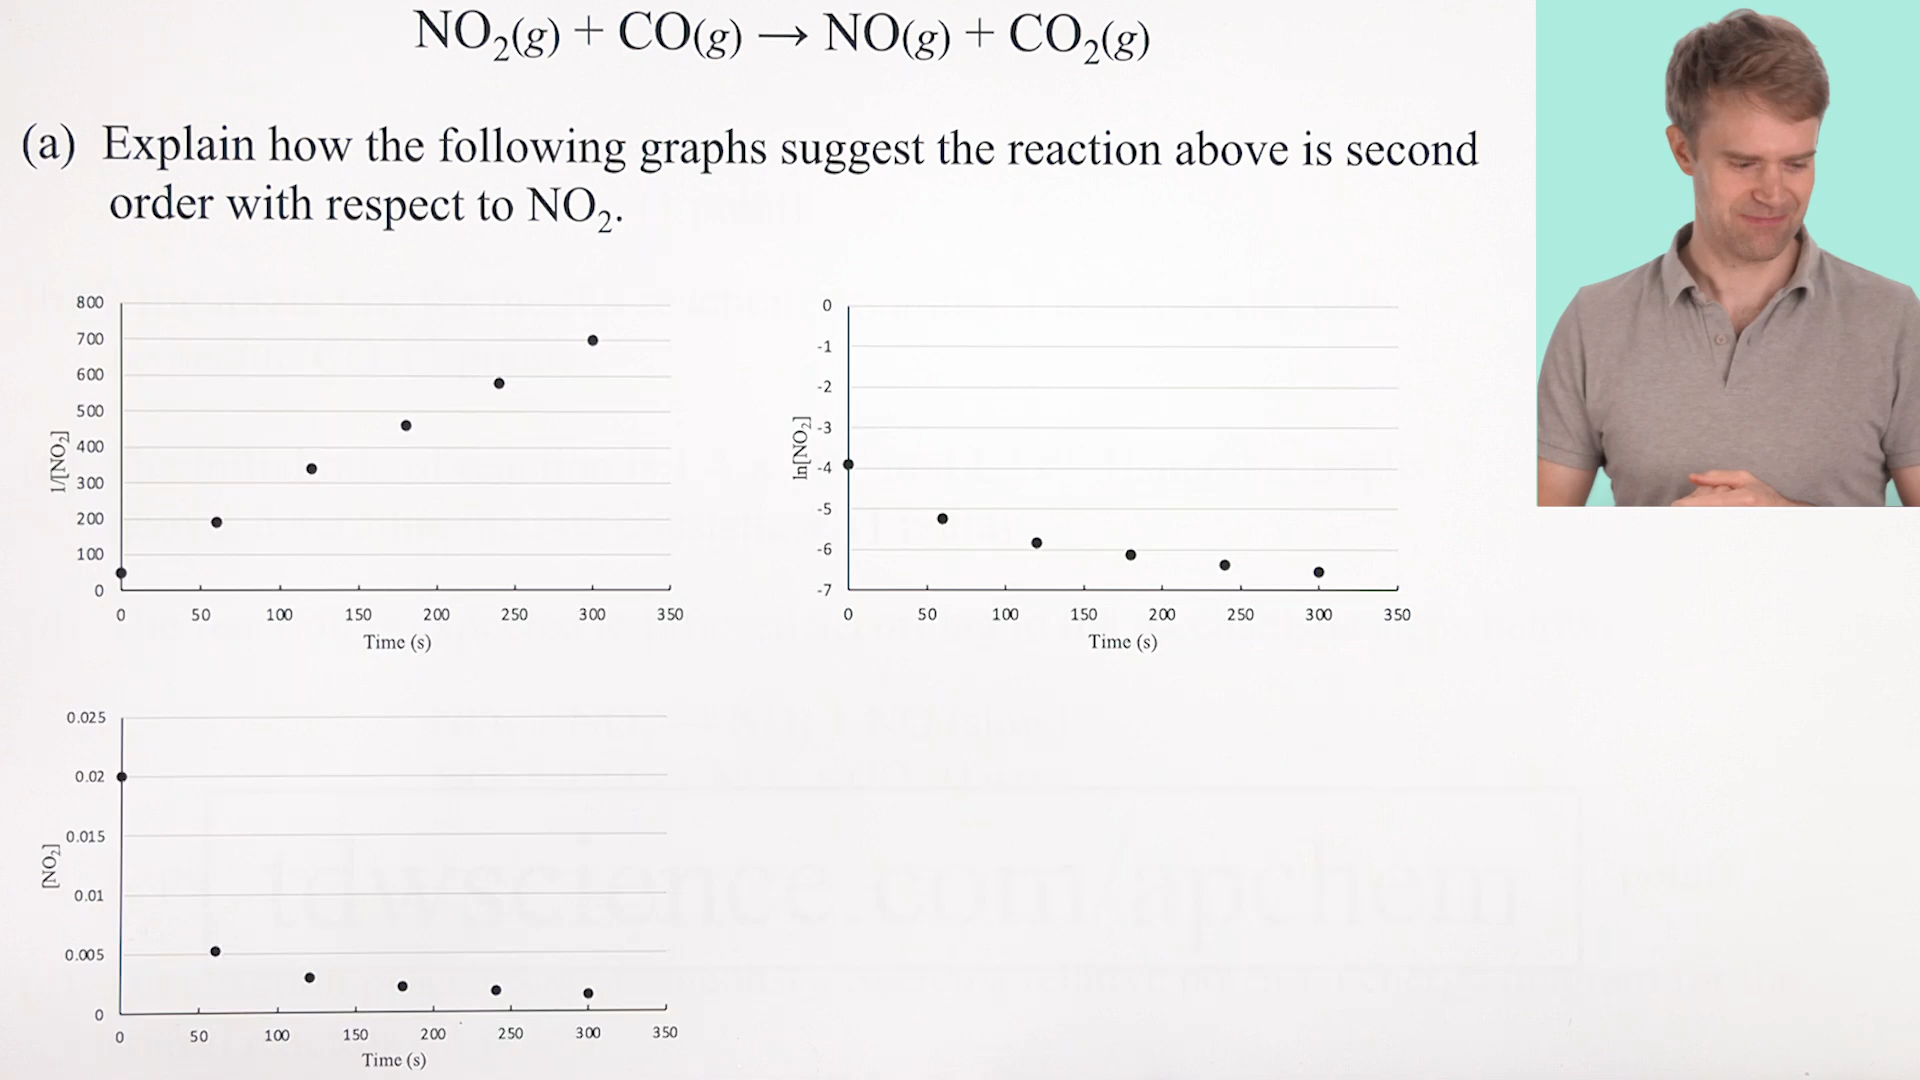 NO₂(g) + CO(g) → NO(g) + CO₂(g)
(a) Explain how the following graphs suggest the reaction above is second
order with respect to NO₂.
800
700
600
500
400
300
200
100
0
1/[NO₂]
0 50 100 150 200 250 300 350
Time (s)
0
-1
-2
-3
-4
-5
-6
-7
ln[NO₂]
0 50 100 150 200 250 300 350
Time (s)
0.025
0.02
0.015
0.01
0.005
0
[NO₂]
0 50 100 150 200 250 300 350
Time (s)
tdwscience.com/apchem